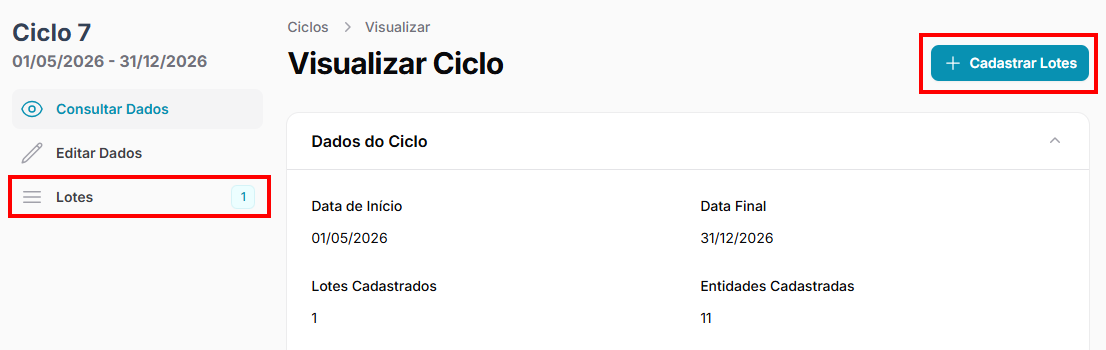 Ciclo 7
01/05/2026 - 31/12/2026
Consultar Dados
Editar Dados
Lotes 1
Ciclos > Visualizar
Visualizar Ciclo
+ Cadastrar Lotes
Dados do Ciclo
Data de Início Data Final
01/05/2026 31/12/2026
Lotes Cadastrados Entidades Cadastradas
1 11